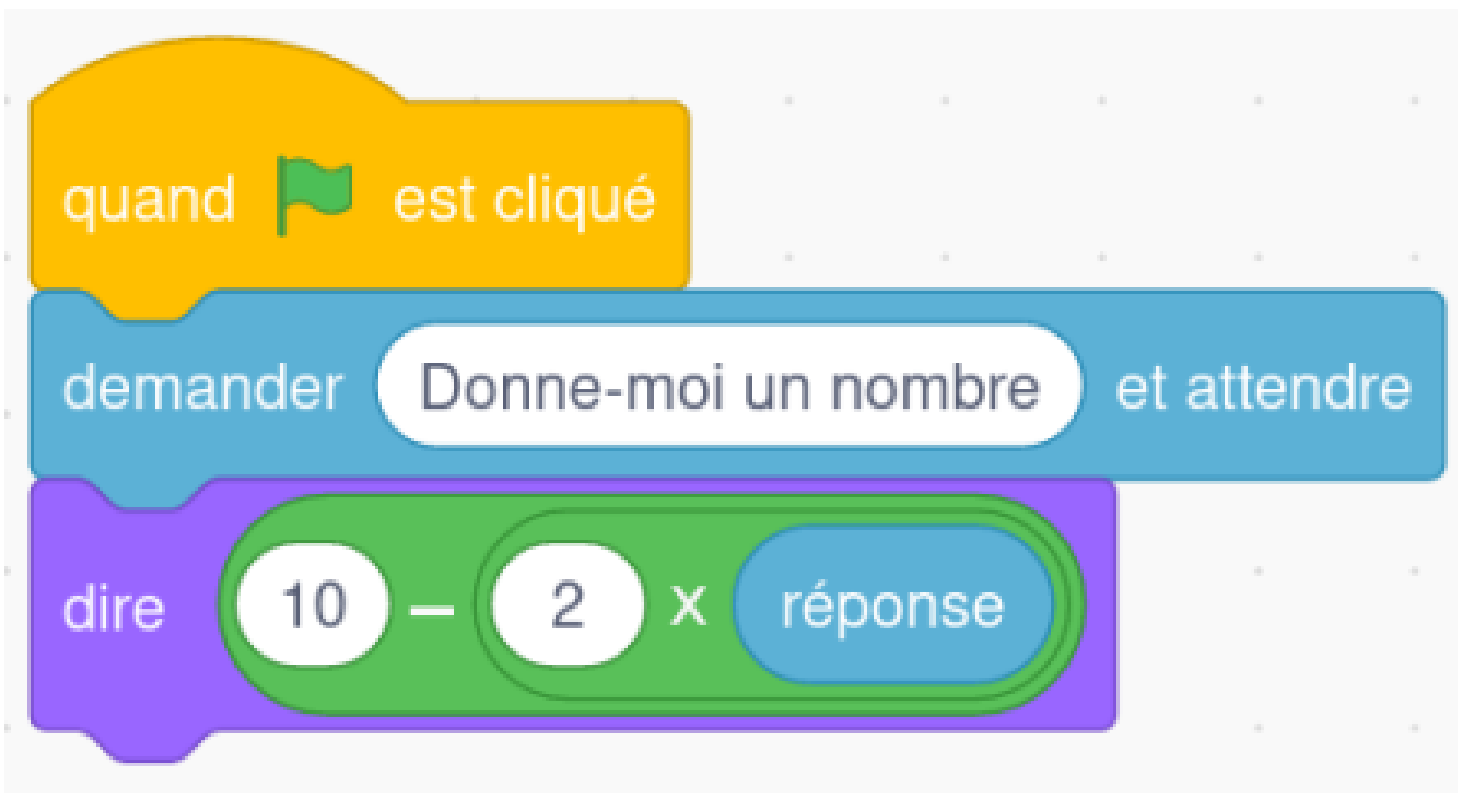 quand est cliqué
demander Donne-moi un nombre et attendre
dire 10 – 2 x réponse